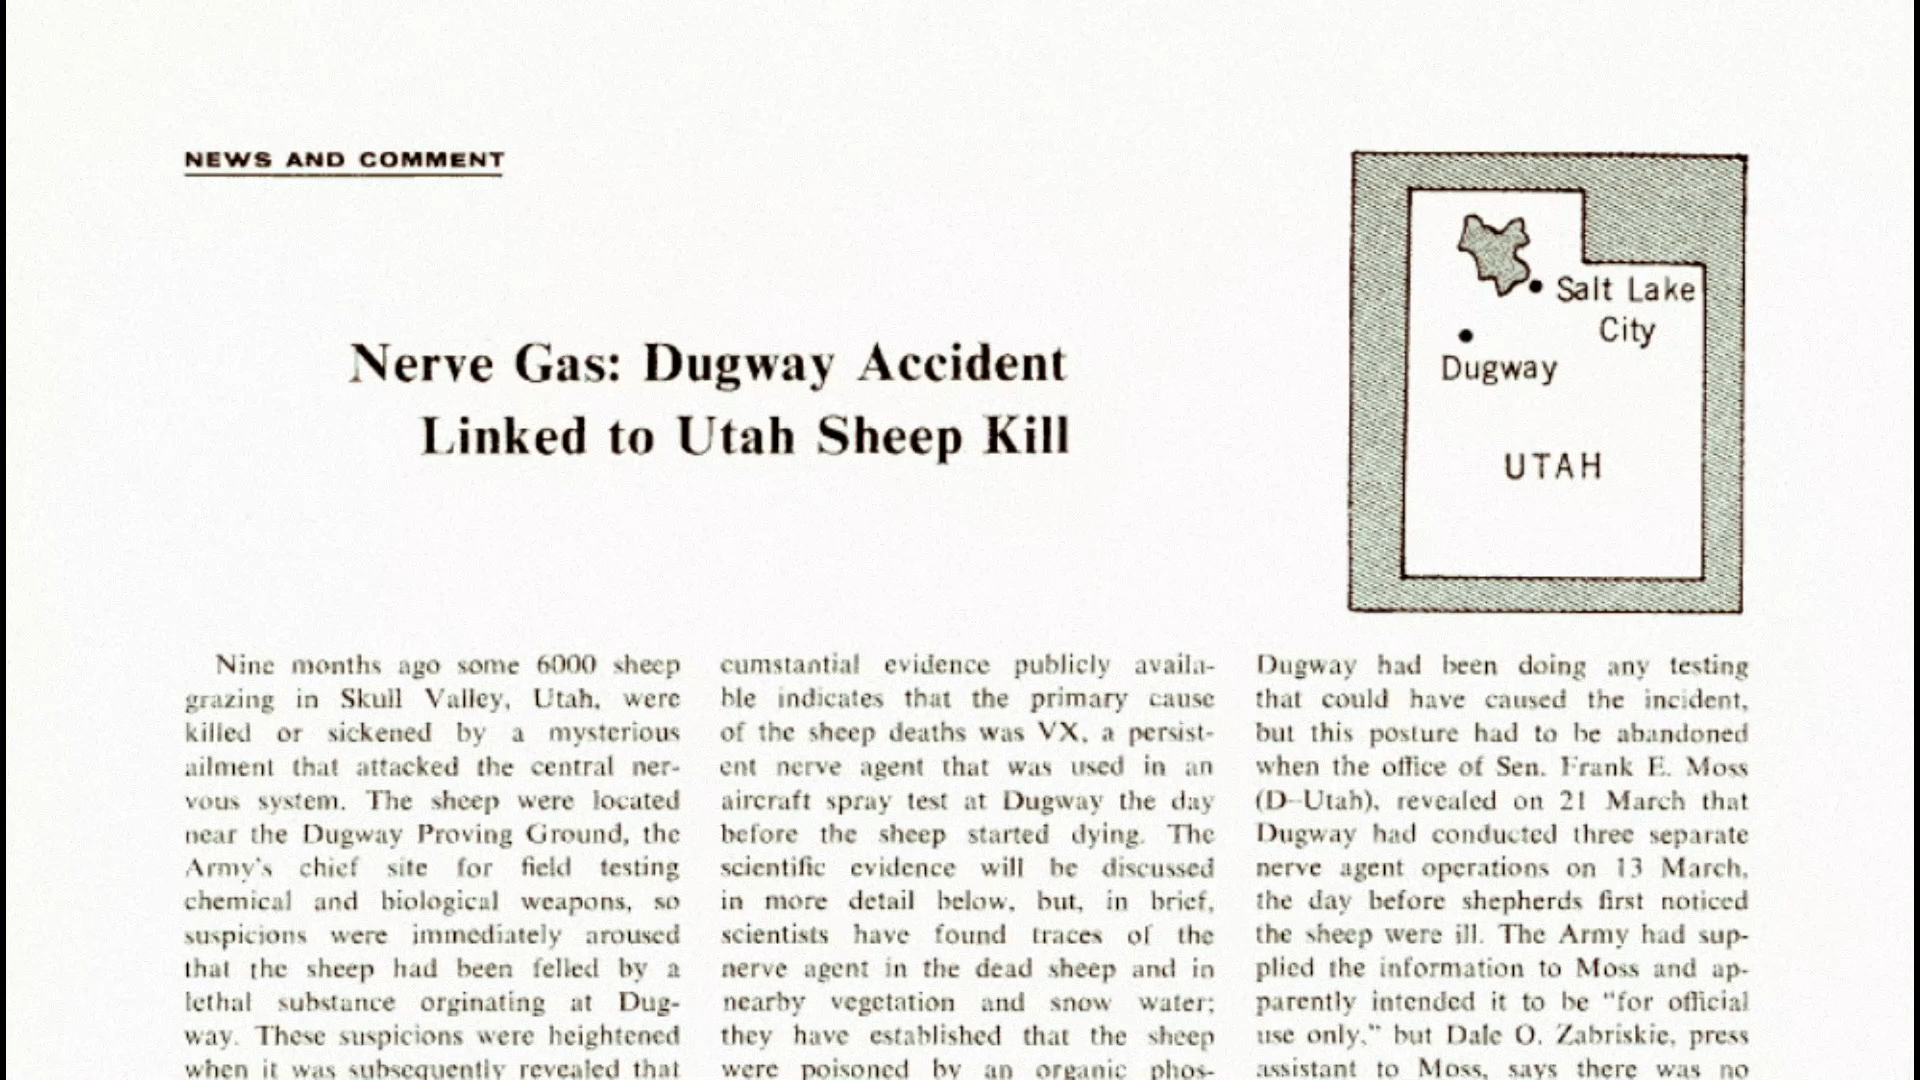 NEWS AND COMMENT
Nerve Gas: Dugway Accident
Linked to Utah Sheep Kill
Salt Lake
City
Dugway
UTAH
Nine months ago some 6000 sheep
grazing in Skull Valley, Utah, were
killed or sickened by a mysterious
ailment that attacked the central ner-
vous system. The sheep were located
near the Dugway Proving Ground, the
Army's chief site for field testing
chemical and biological weapons, so
suspicions were immediately aroused
that the sheep had been felled by a
lethal substance orginating at Dug-
way. These suspicions were heightened
when it was subsequently revealed that
cumstantial evidence publicly availa-
ble indicates that the primary cause
of the sheep deaths was VX, a persist-
ent nerve agent that was used in an
aircraft spray test at Dugway the day
before the sheep started dying. The
scientific evidence will be discussed
in more detail below, but, in brief,
scientists have found traces of the
nerve agent in the dead sheep and in
nearby vegetation and snow water;
they have established that the sheep
were poisoned by an organic phos-
Dugway had been doing any testing
that could have caused the incident,
but this posture had to be abandoned
when the office of Sen. Frank E. Moss
(D–Utah), revealed on 21 March that
Dugway had conducted three separate
nerve agent operations on 13 March,
the day before shepherds first noticed
the sheep were ill. The Army had sup-
plied the information to Moss and ap-
parently intended it to be "for official
use only," but Dale O. Zabriskie, press
assistant to Moss, says there was no